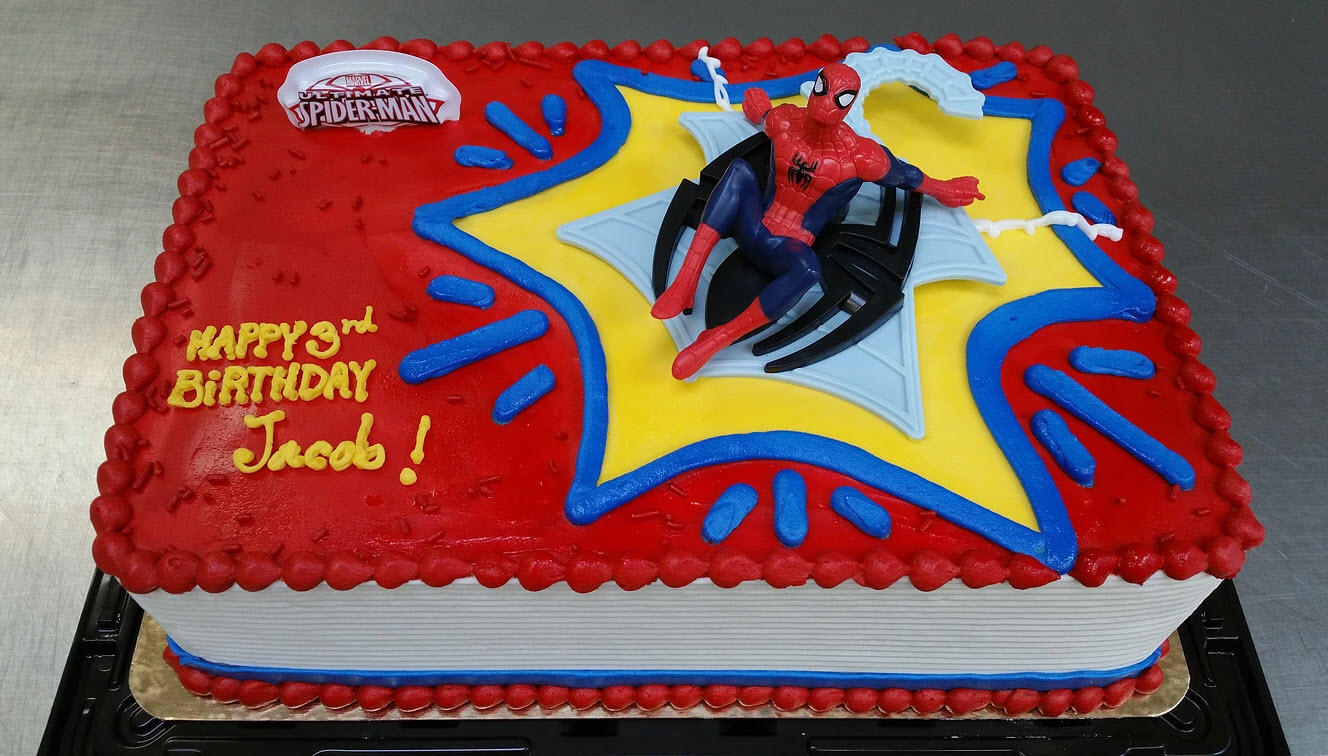 MARVEL
ULTIMATE
SPIDER-MAN
HAPPY 3rd
BiRTHDAY
Jacob!